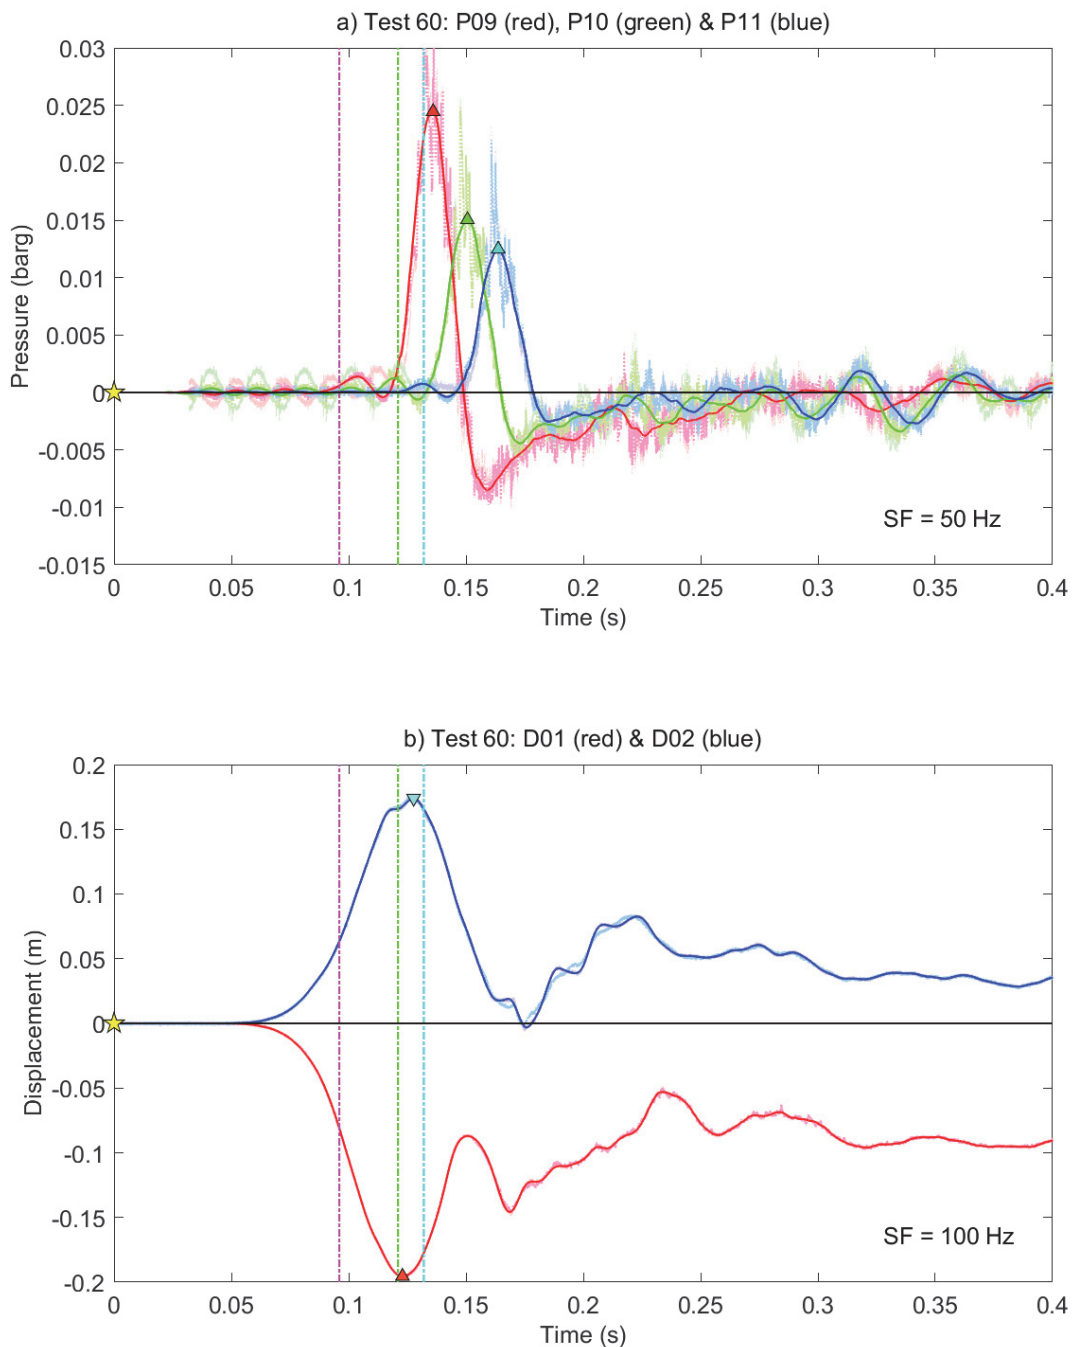 a) Test 60: P09 (red), P10 (green) & P11 (blue)
0.03
0.025
0.02
0.015
0.01
0.005
0
-0.005
-0.01
-0.015
Pressure (barg)
SF = 50 Hz
0 0.05 0.1 0.15 0.2 0.25 0.3 0.35 0.4
Time (s)
b) Test 60: D01 (red) & D02 (blue)
0.2
0.15
0.1
0.05
0
-0.05
-0.1
-0.15
-0.2
Displacement (m)
SF = 100 Hz
0 0.05 0.1 0.15 0.2 0.25 0.3 0.35 0.4
Time (s)